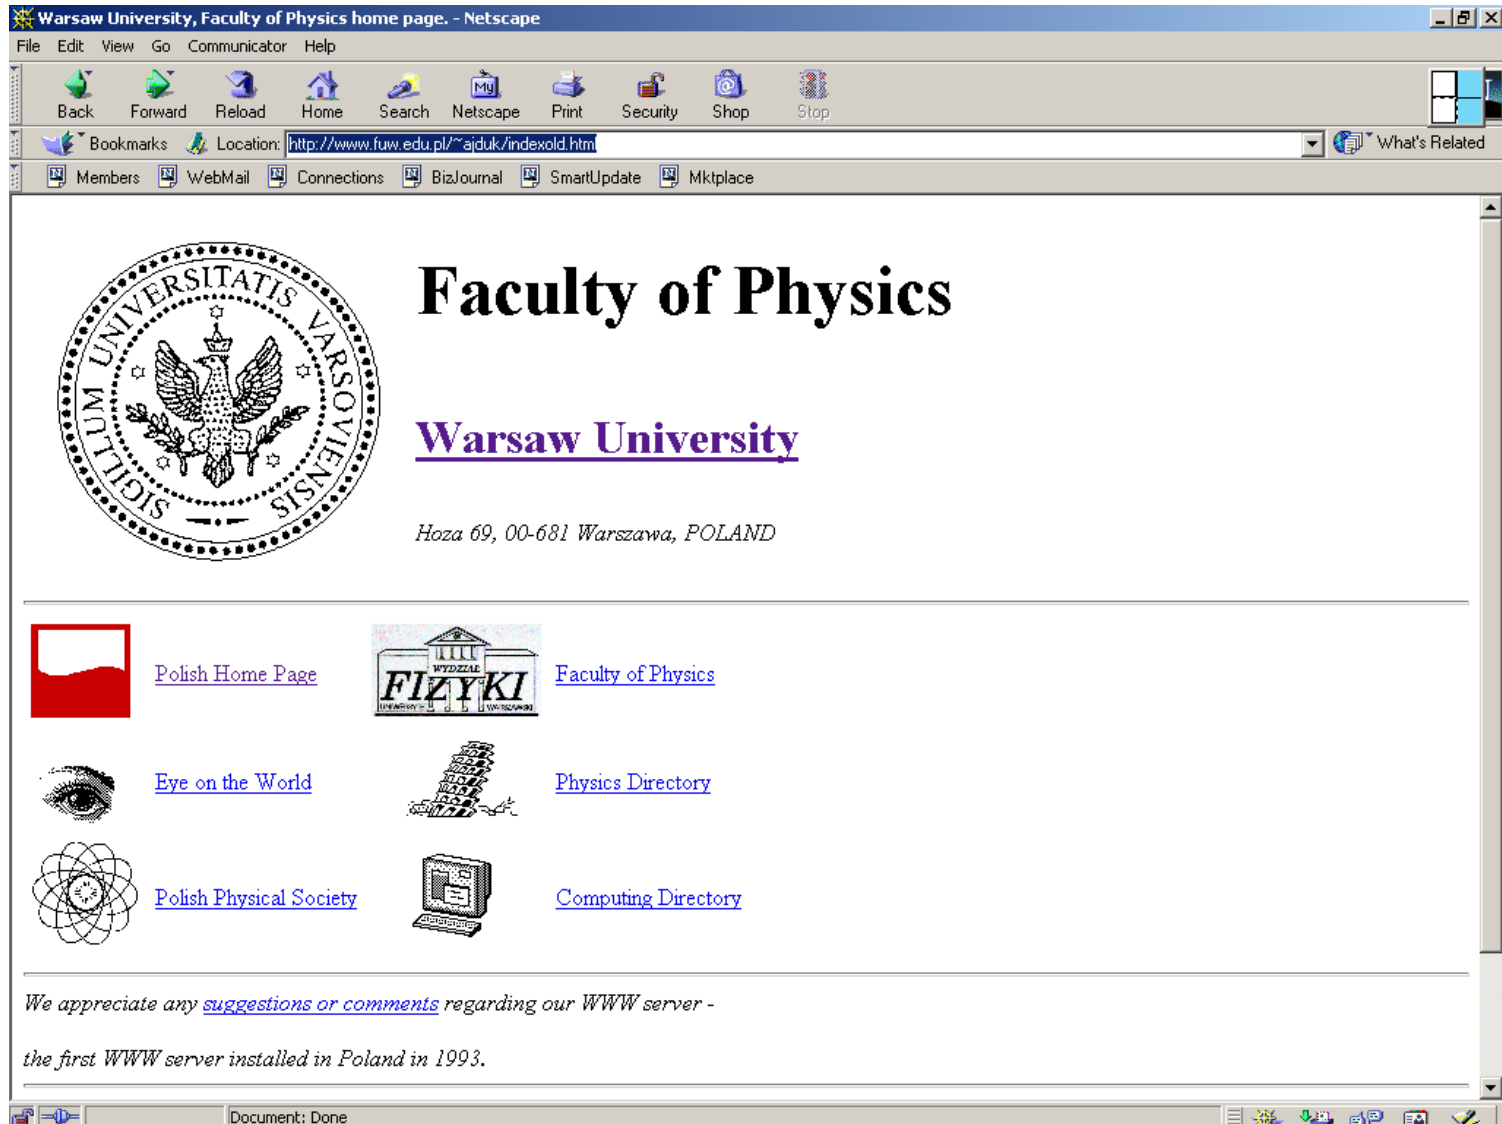 Warsaw University, Faculty of Physics home page. - Netscape
File Edit View Go Communicator Help
Back Forward Reload Home Search Netscape Print Security Shop Stop
My
Bookmarks Location: http://www.fuw.edu.pl/~ajduk/indexold.html What's Related
Members WebMail Connections BizJournal SmartUpdate Mktplace
SIGILLUM UNIVERSITATIS VARSOVIENSIS
Faculty of Physics
Warsaw University
Hoza 69, 00-681 Warszawa, POLAND
Polish Home Page
WYDZIAŁ
FIZYKI
Faculty of Physics
Eye on the World Physics Directory
Polish Physical Society Computing Directory
We appreciate any suggestions or comments regarding our WWW server -
the first WWW server installed in Poland in 1993.
Document: Done